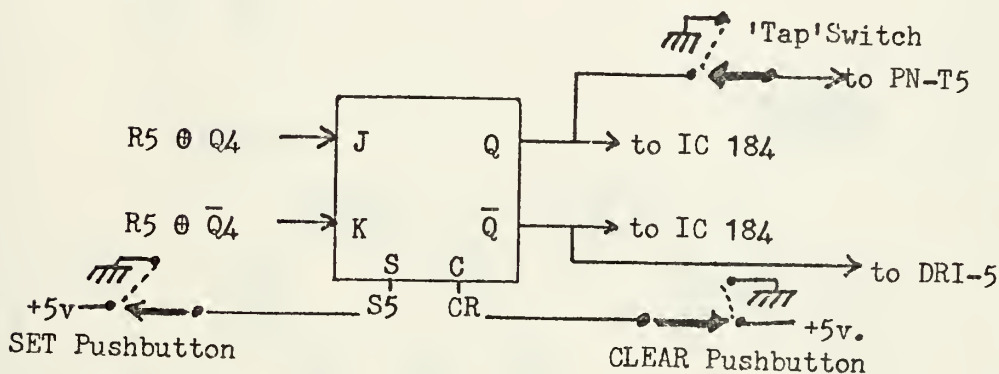 'Tap' Switch
to PN-T5
R5 ⊕ Q4
J
Q
to IC 184
R5 ⊕ Q̅4
K
Q̅
to IC 184
S
C
to DRI-5
+5v
S5
CR
+5v.
SET Pushbutton
CLEAR Pushbutton